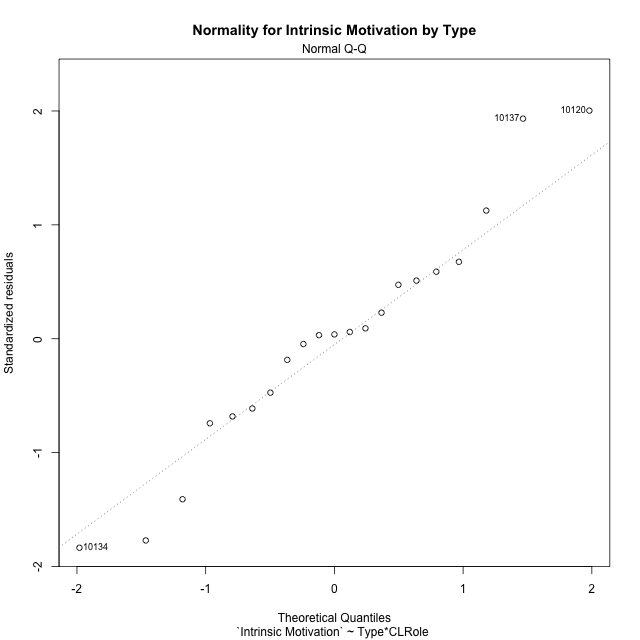 Normality for Intrinsic Motivation by Type
Normal Q-Q
2
1
0
-1
-2
Standardized residuals
10137
10120
10134
-2
-1
0
1
2
Theoretical Quantiles
`Intrinsic Motivation` ~ Type*CLRole